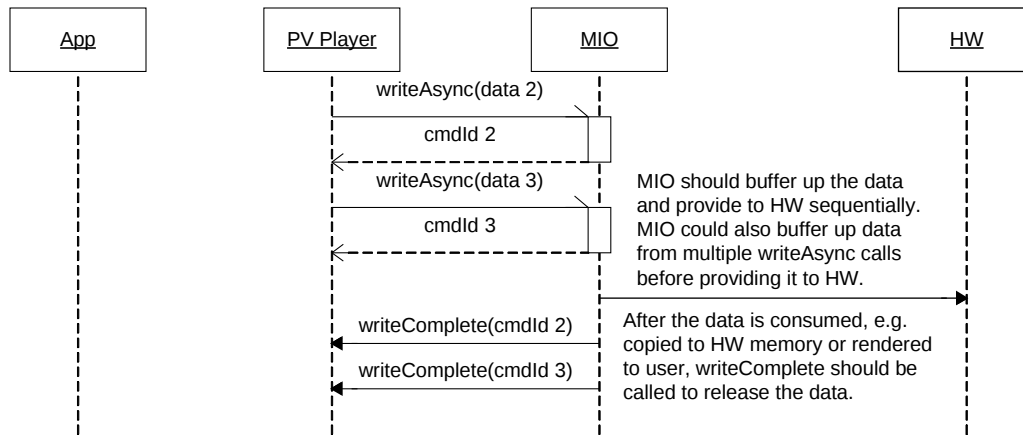 App
PV Player
MIO
HW
writeAsync(data 2)
cmdId 2
writeAsync(data 3)
cmdId 3
MIO should buffer up the data
and provide to HW sequentially.
MIO could also buffer up data
from multiple writeAsync calls
before providing it to HW.
writeComplete(cmdId 2)
writeComplete(cmdId 3)
After the data is consumed, e.g.
copied to HW memory or rendered
to user, writeComplete should be
called to release the data.